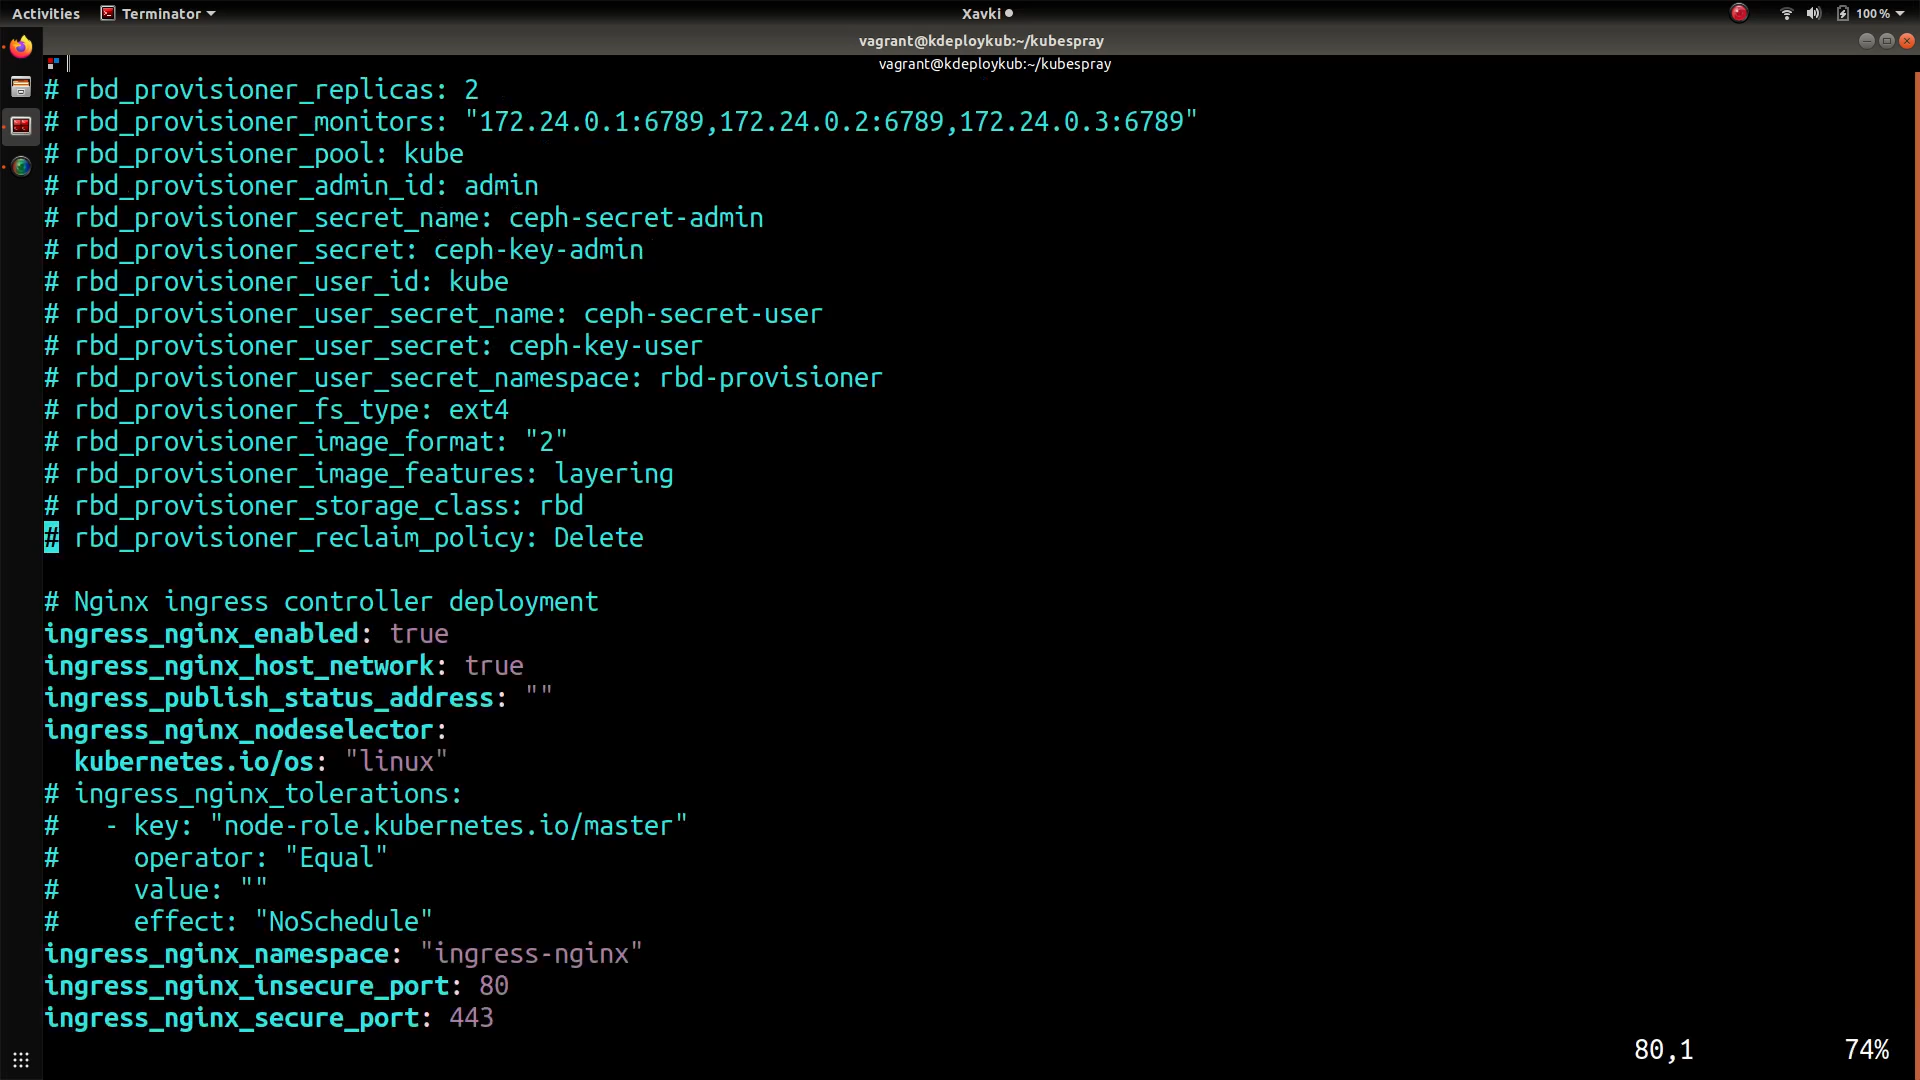 Activities
Terminator
Xavki
100 %
vagrant@kdeploykub:~/kubespray
vagrant@kdeploykub:~/kubespray
# rbd_provisioner_replicas: 2
# rbd_provisioner_monitors: "172.24.0.1:6789,172.24.0.2:6789,172.24.0.3:6789"
# rbd_provisioner_pool: kube
# rbd_provisioner_admin_id: admin
# rbd_provisioner_secret_name: ceph-secret-admin
# rbd_provisioner_secret: ceph-key-admin
# rbd_provisioner_user_id: kube
# rbd_provisioner_user_secret_name: ceph-secret-user
# rbd_provisioner_user_secret: ceph-key-user
# rbd_provisioner_user_secret_namespace: rbd-provisioner
# rbd_provisioner_fs_type: ext4
# rbd_provisioner_image_format: "2"
# rbd_provisioner_image_features: layering
# rbd_provisioner_storage_class: rbd
# rbd_provisioner_reclaim_policy: Delete
# Nginx ingress controller deployment
ingress_nginx_enabled: true
ingress_nginx_host_network: true
ingress_publish_status_address: ""
ingress_nginx_nodeselector:
  kubernetes.io/os: "linux"
# ingress_nginx_tolerations:
#   - key: "node-role.kubernetes.io/master"
#     operator: "Equal"
#     value: ""
#     effect: "NoSchedule"
ingress_nginx_namespace: "ingress-nginx"
ingress_nginx_insecure_port: 80
ingress_nginx_secure_port: 443
80,1 74%